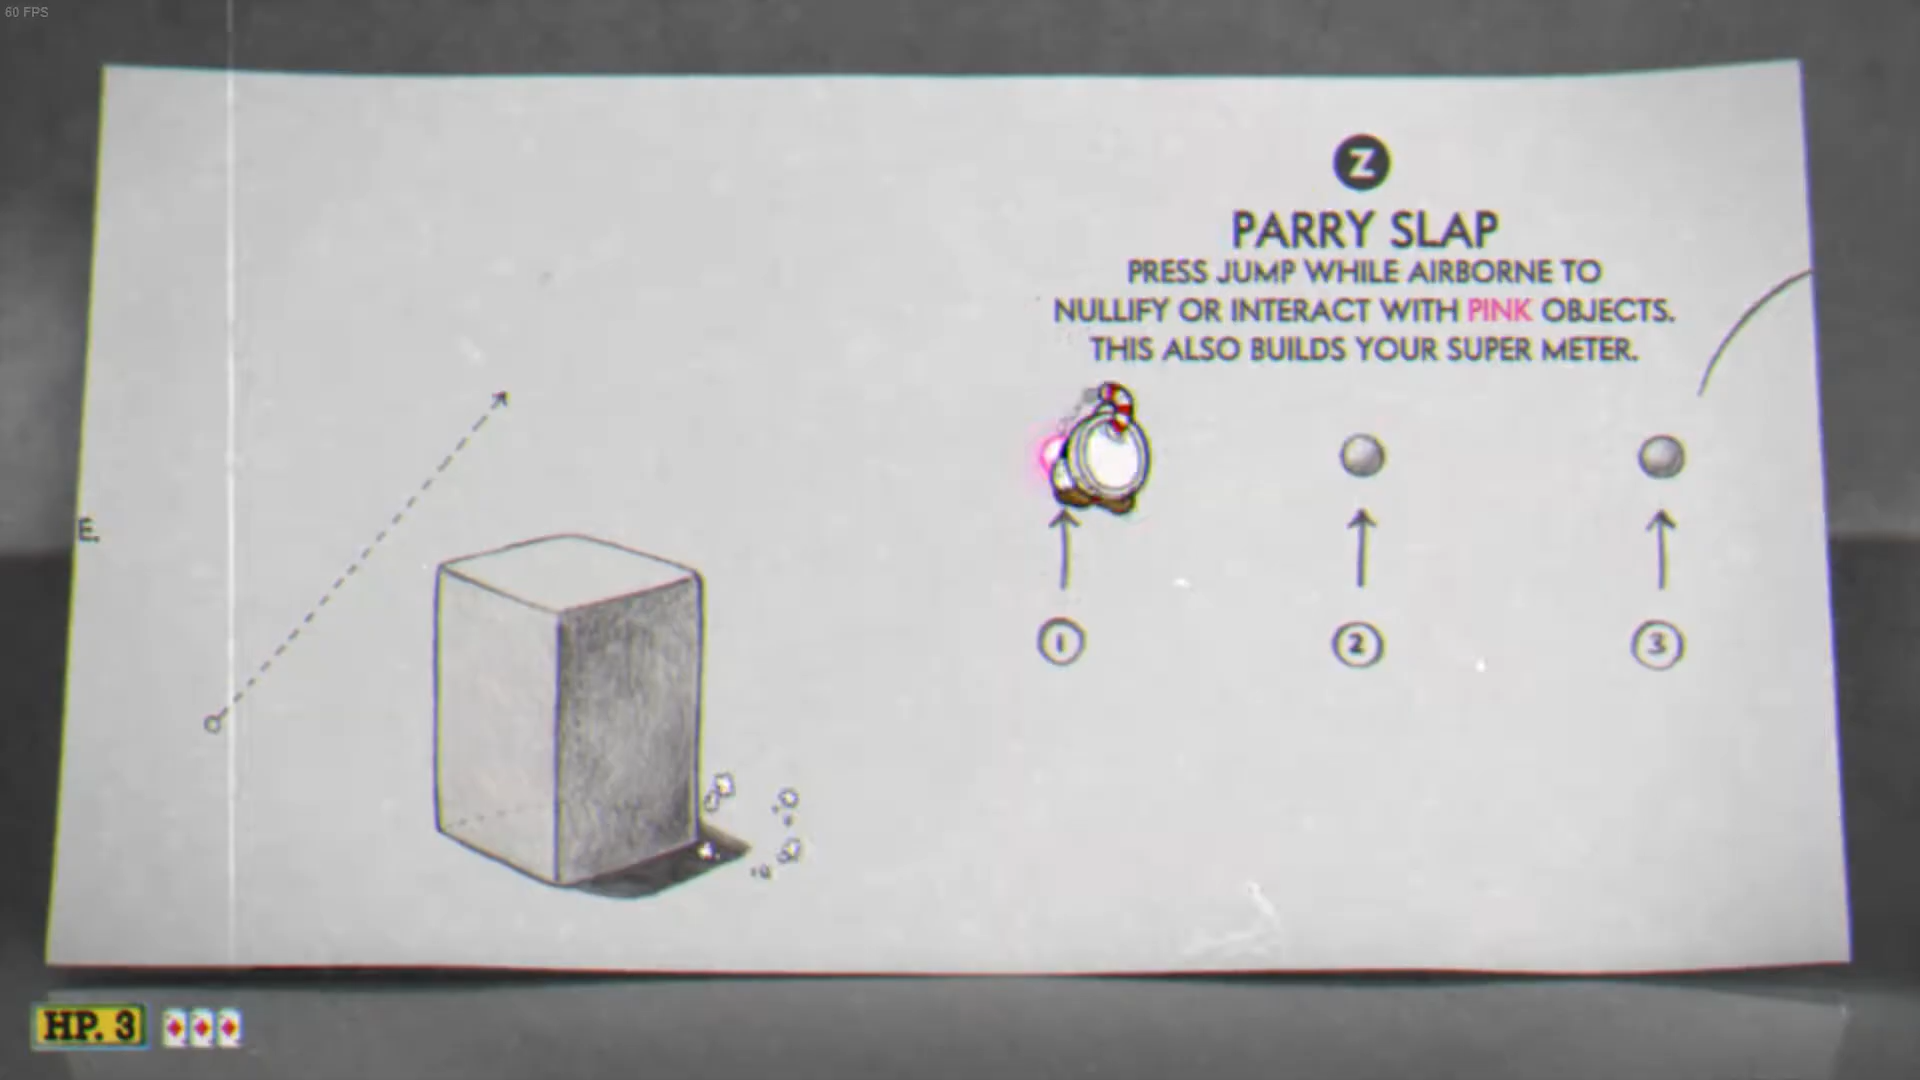 60 FPS
Z
PARRY SLAP
PRESS JUMP WHILE AIRBORNE TO
NULLIFY OR INTERACT WITH PINK OBJECTS.
THIS ALSO BUILDS YOUR SUPER METER.
E.
1 2 3
HP. 3